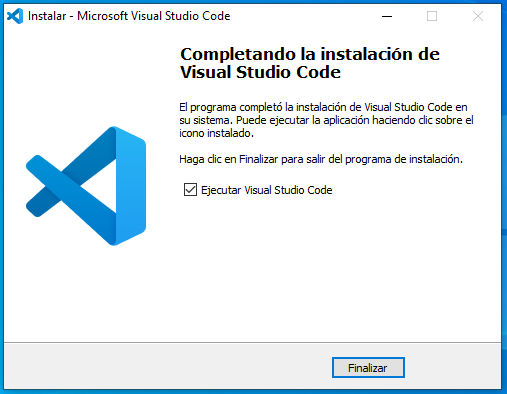 Instalar - Microsoft Visual Studio Code
Completando la instalación de
Visual Studio Code
El programa completó la instalación de Visual Studio Code en
su sistema. Puede ejecutar la aplicación haciendo clic sobre el
icono instalado.
Haga clic en Finalizar para salir del programa de instalación.
Ejecutar Visual Studio Code
Finalizar